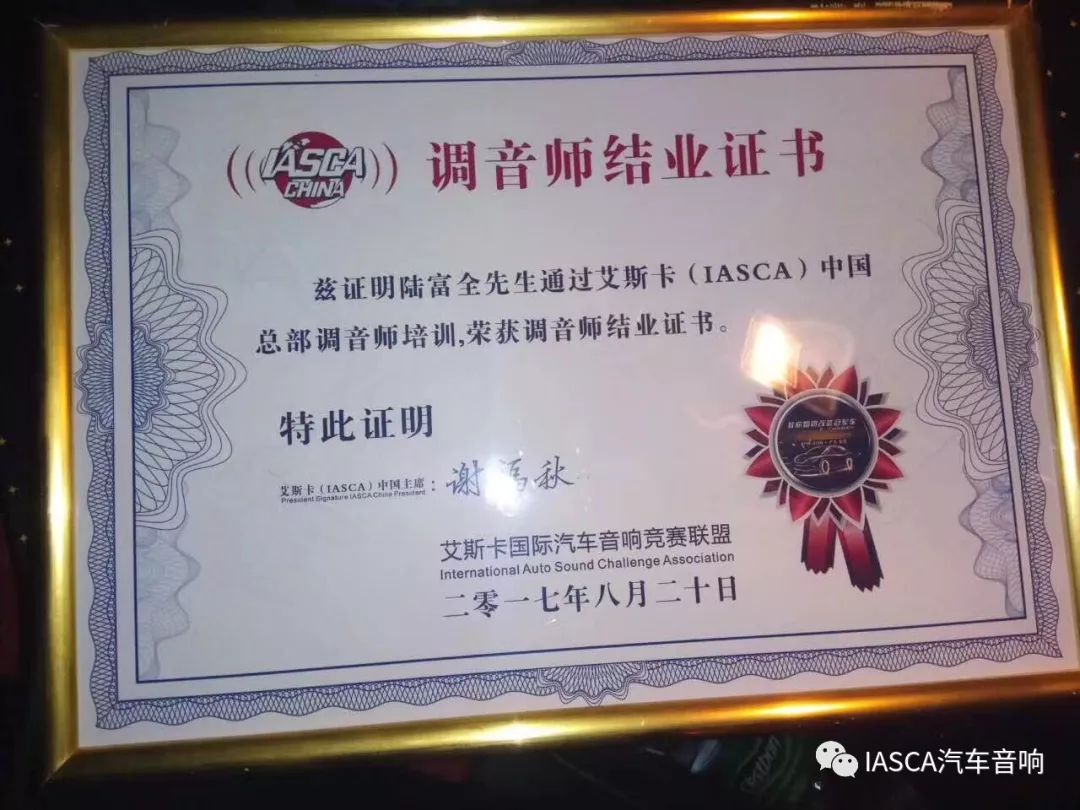 IASCA
CHINA
调音师结业证书
兹证明陆富全先生通过艾斯卡（IASCA）中国
总部调音师培训,荣获调音师结业证书。
特此证明
艾斯卡（IASCA）中国主席：谢 秋
President Signature IASCA China President
艾斯卡国际汽车音响竞赛联盟
International Auto Sound Challenge Association
二零一七年八月二十日
IASCA汽车音响